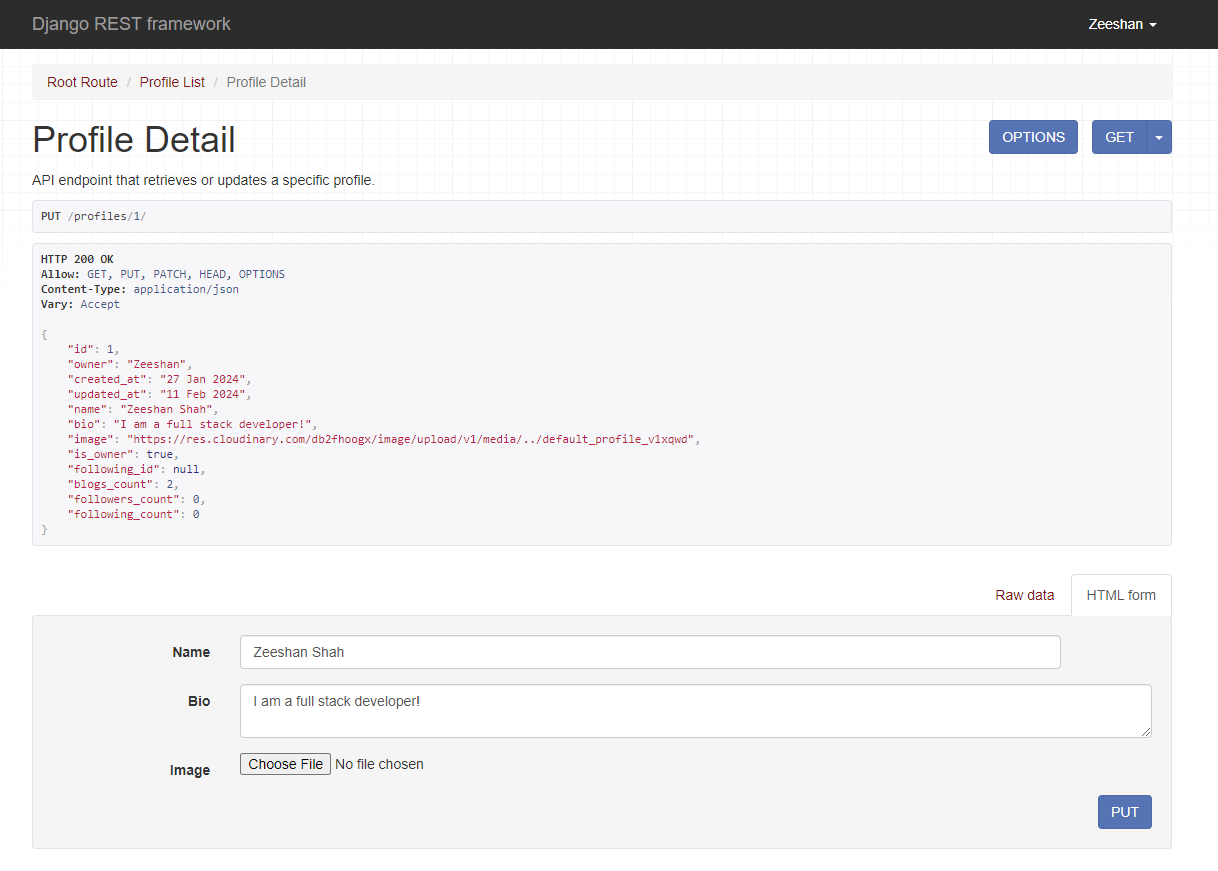 Django REST framework
Zeeshan
Root Route / Profile List / Profile Detail
Profile Detail
OPTIONS
GET
API endpoint that retrieves or updates a specific profile.
PUT /profiles/1/
HTTP 200 OK
Allow: GET, PUT, PATCH, HEAD, OPTIONS
Content-Type: application/json
Vary: Accept
{
    "id": 1,
    "owner": "Zeeshan",
    "created_at": "27 Jan 2024",
    "updated_at": "11 Feb 2024",
    "name": "Zeeshan Shah",
    "bio": "I am a full stack developer!",
    "image": "https://res.cloudinary.com/db2fhoogx/image/upload/v1/media/../default_profile_v1xqwd",
    "is_owner": true,
    "following_id": null,
    "blogs_count": 2,
    "followers_count": 0,
    "following_count": 0
}
Raw data
HTML form
Name
Zeeshan Shah
Bio
I am a full stack developer!
Image
Choose File No file chosen
PUT